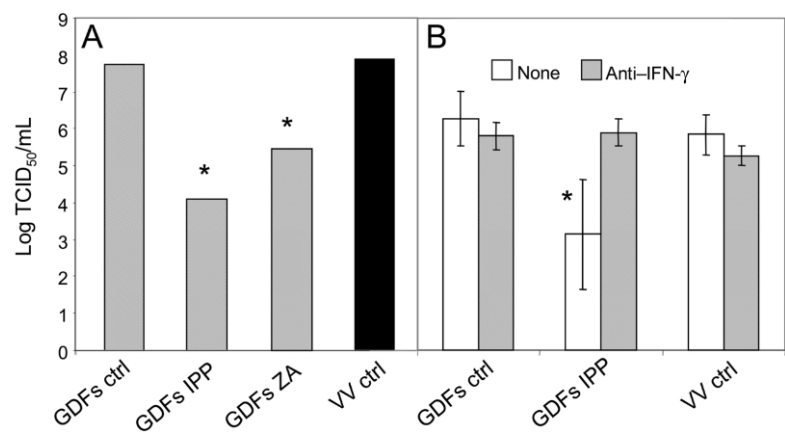 A
B
Log TCID₅₀/mL
9
8
7
6
5
4
3
2
1
0
*
*
None
Anti–IFN-γ
*
GDFs ctrl
GDFs IPP
GDFs ZA
VV ctrl
GDFs ctrl
GDFs IPP
VV ctrl